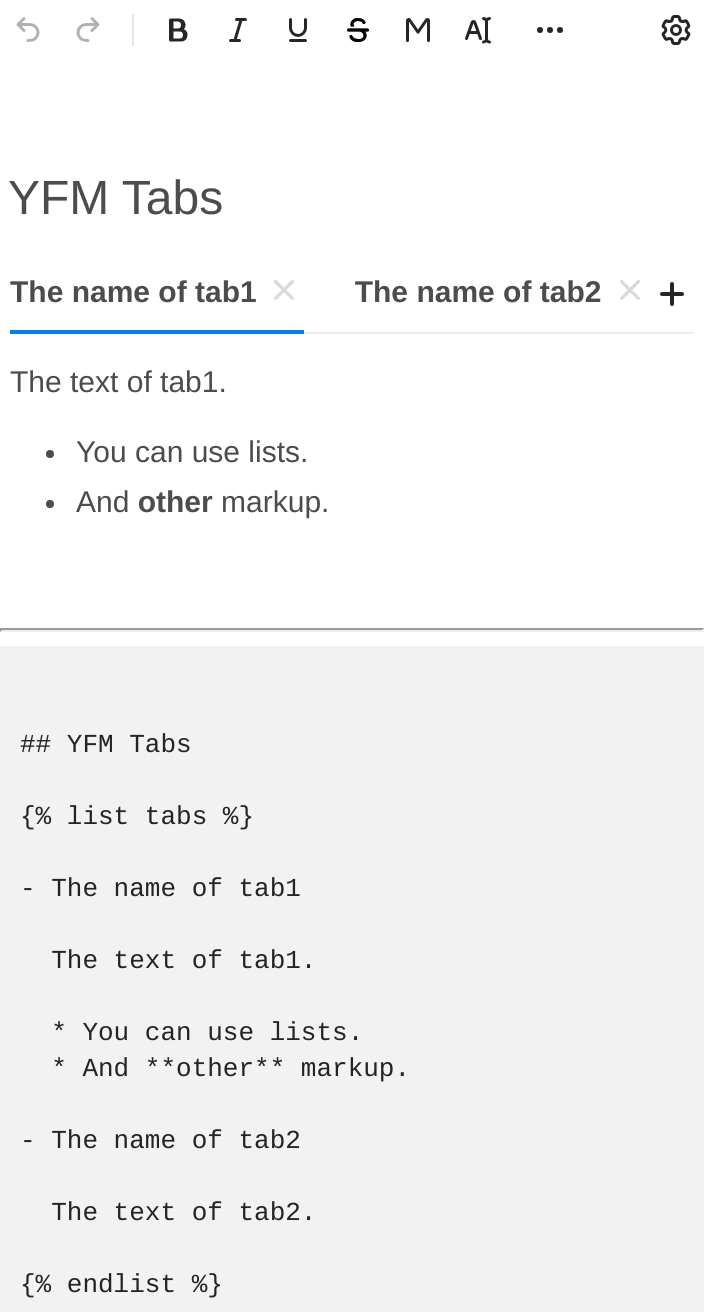 B I U S M AI
YFM Tabs
The name of tab1 The name of tab2
The text of tab1.
• You can use lists.
• And other markup.
## YFM Tabs
{% list tabs %}
- The name of tab1
The text of tab1.
* You can use lists.
* And **other** markup.
- The name of tab2
The text of tab2.
{% endlist %}